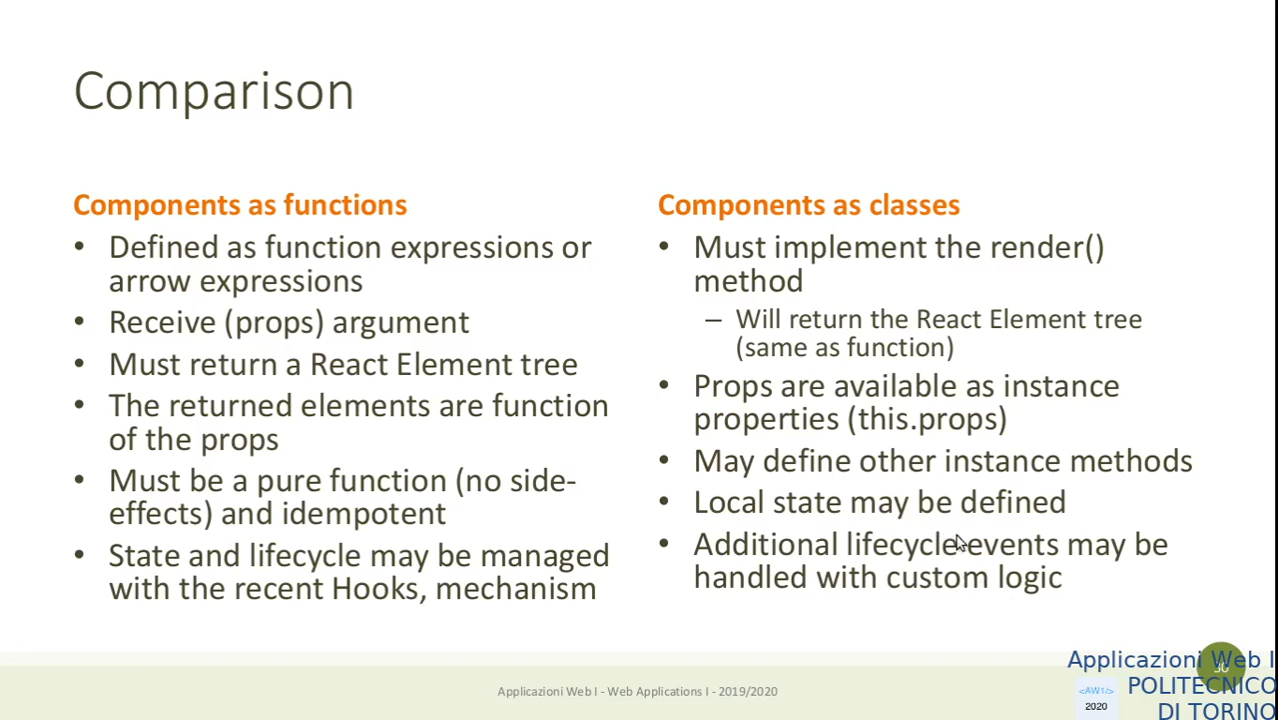 Comparison
Components as functions
• Defined as function expressions or
arrow expressions
• Receive (props) argument
• Must return a React Element tree
• The returned elements are function
of the props
• Must be a pure function (no side-
effects) and idempotent
• State and lifecycle may be managed
with the recent Hooks, mechanism
Components as classes
• Must implement the render()
method
– Will return the React Element tree
(same as function)
• Props are available as instance
properties (this.props)
• May define other instance methods
• Local state may be defined
• Additional lifecycle events may be
handled with custom logic
Applicazioni Web I - Web Applications I - 2019/2020
30
Applicazioni Web I
POLITECNICO
DI TORINO
<AW1/>
2020